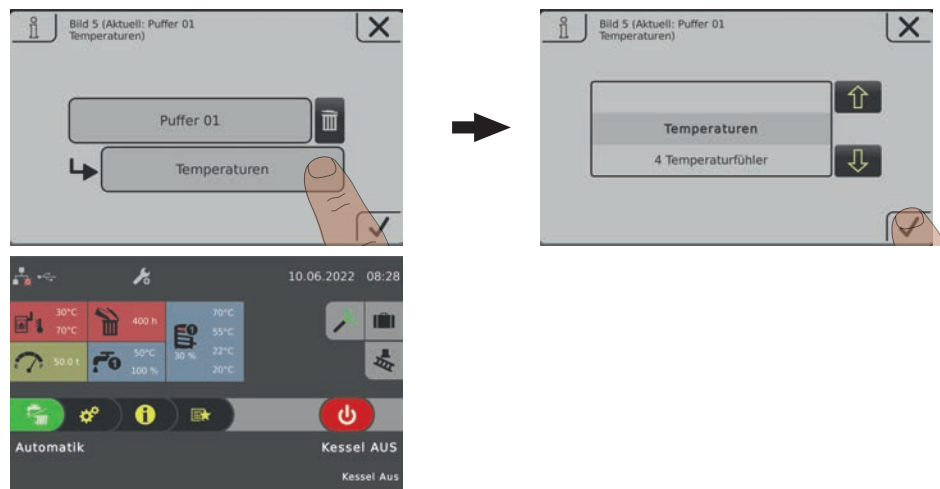 Bild 5 (Aktuell: Puffer 01
Temperaturen)
Puffer 01
Temperaturen
Bild 5 (Aktuell: Puffer 01
Temperaturen)
Temperaturen
4 Temperaturfühler
10.06.2022 08:28
30°C
70°C
400 h
1
30 %
70°C
55°C
22°C
20°C
50.0 t
0
50°C
100 %
Automatik
Kessel AUS
Kessel Aus